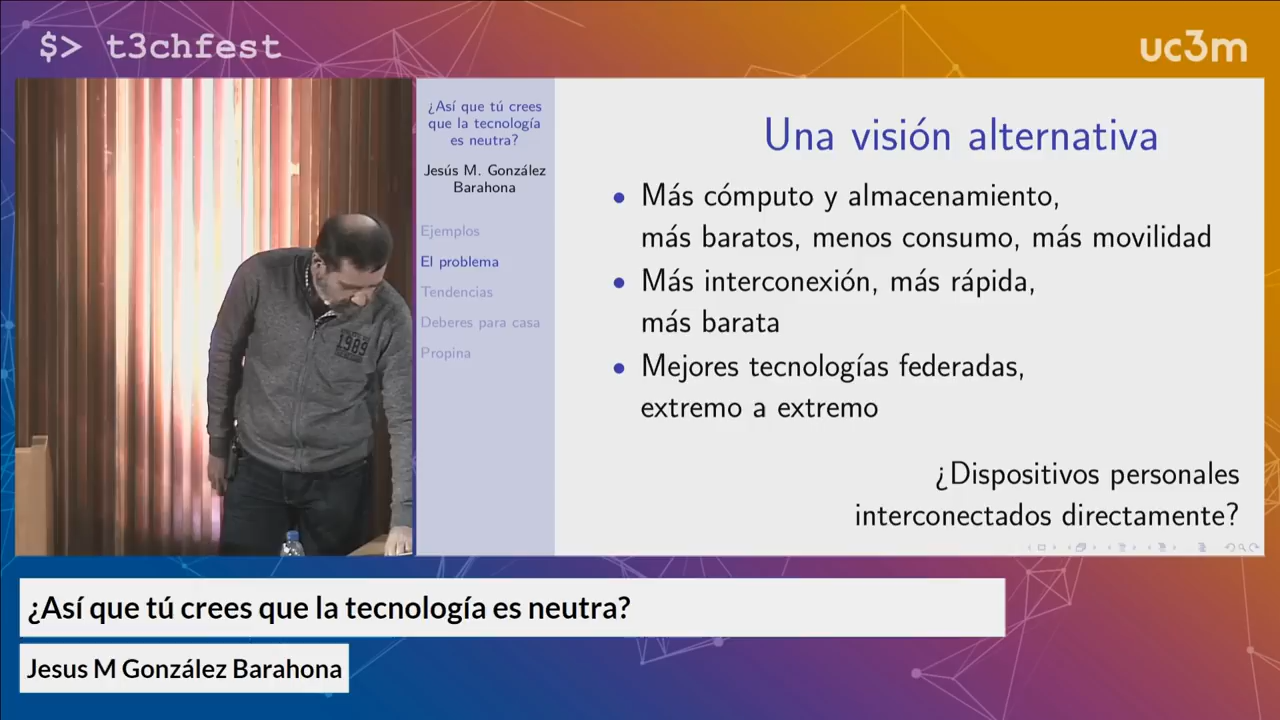 $> t3chfest
uc3m
1989
¿Así que tú crees
que la tecnología
es neutra?
Jesús M. González
Barahona
Ejemplos
El problema
Tendencias
Deberes para casa
Propina
Una visión alternativa
Más cómputo y almacenamiento,
más baratos, menos consumo, más movilidad
Más interconexión, más rápida,
más barata
Mejores tecnologías federadas,
extremo a extremo
¿Dispositivos personales
interconectados directamente?
¿Así que tú crees que la tecnología es neutra?
Jesus M González Barahona